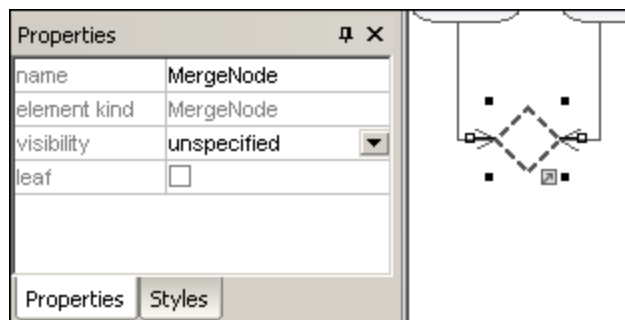 Properties
name MergeNode
element kind MergeNode
visibility unspecified
leaf
Properties Styles